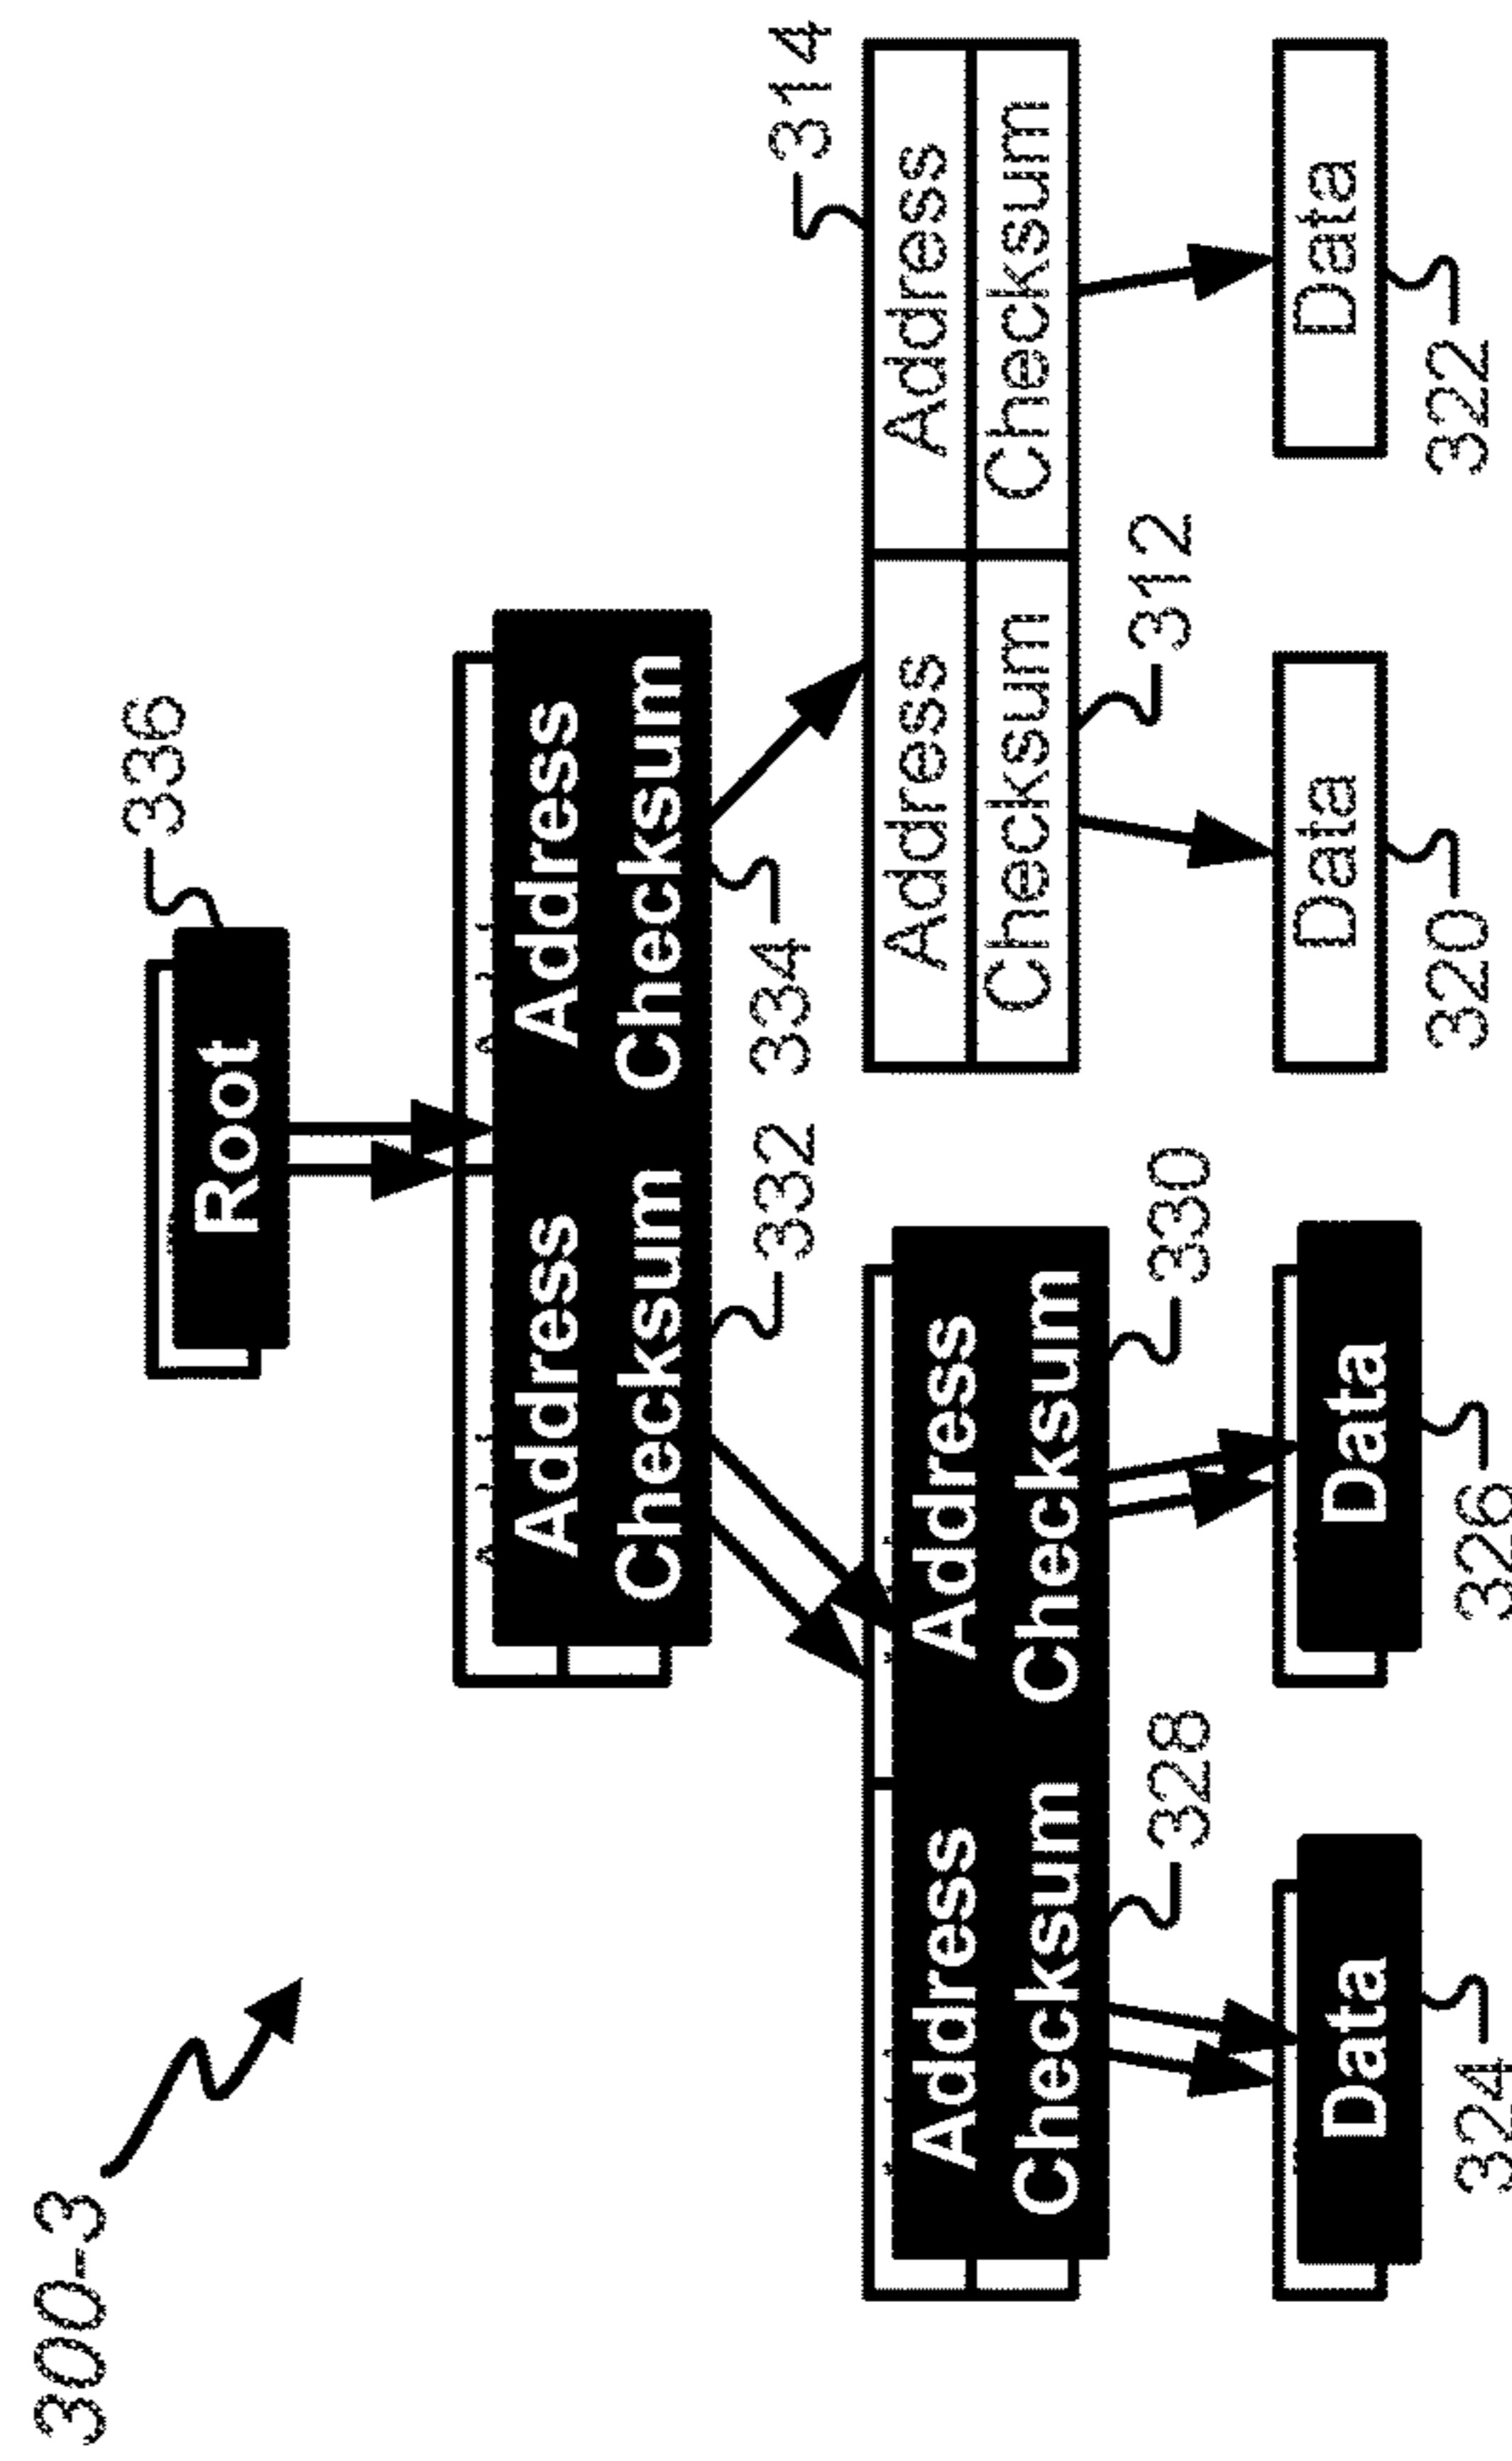 300-3
336
Root
Address Address
Checksum Checksum
332 334
314
Address Address Address Address
Checksum Checksum Checksum Checksum
328 330 312
Data Data Data Data
324 326 320 322